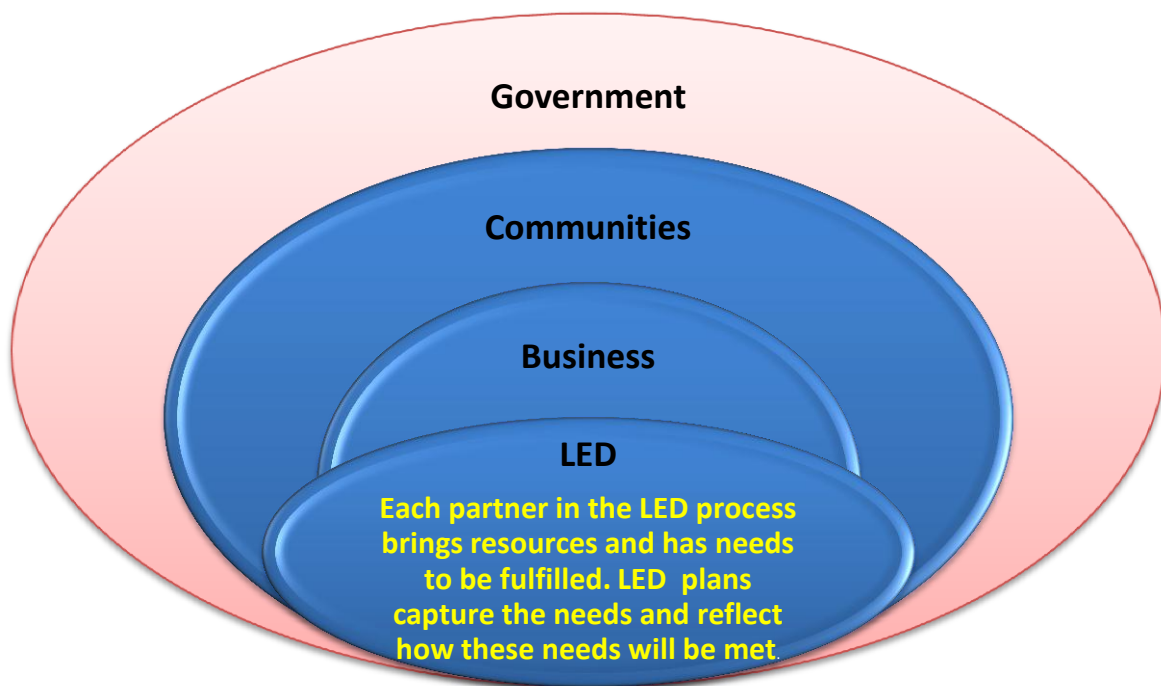 Government
Communities
Business
LED
Each partner in the LED process
brings resources and has needs
to be fulfilled. LED  plans
capture the needs and reflect
how these needs will be met.